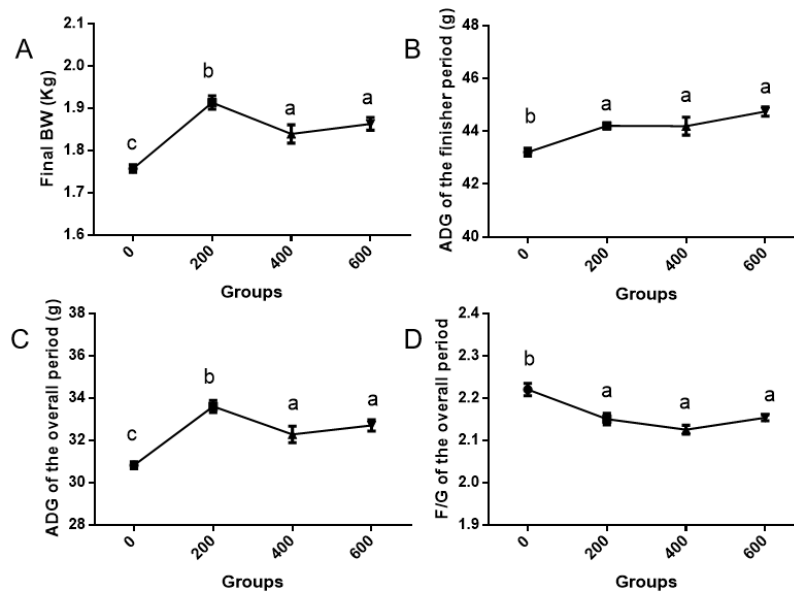 A
Final BW (Kg)
2.1
2.0
1.9
1.8
1.7
1.6
c
b
a
a
0
200
400
600
Groups
B
ADG of the finisher period (g)
48
46
44
42
40
b
a
a
a
0
200
400
600
Groups
C
ADG of the overall period (g)
38
36
34
32
30
28
c
b
a
a
0
200
400
600
Groups
D
F/G of the overall period (g)
2.4
2.3
2.2
2.1
2.0
1.9
b
a
a
a
0
200
400
600
Groups